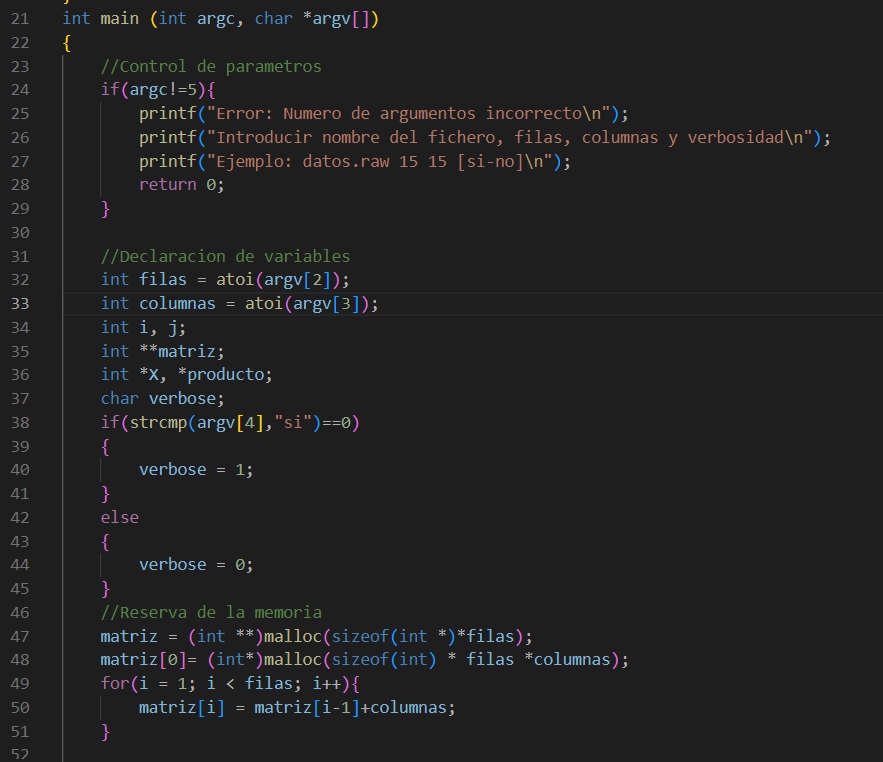 21 int main (int argc, char *argv[])
22 {
23 //Control de parametros
24 if(argc!=5){
25 printf("Error: Numero de argumentos incorrecto\n");
26 printf("Introducir nombre del fichero, filas, columnas y verbosidad\n");
27 printf("Ejemplo: datos.raw 15 15 [si-no]\n");
28 return 0;
29 }
30
31 //Declaracion de variables
32 int filas = atoi(argv[2]);
33 int columnas = atoi(argv[3]);
34 int i, j;
35 int **matriz;
36 int *X, *producto;
37 char verbose;
38 if(strcmp(argv[4],"si")==0)
39 {
40 verbose = 1;
41 }
42 else
43 {
44 verbose = 0;
45 }
46 //Reserva de la memoria
47 matriz = (int **)malloc(sizeof(int *)*filas);
48 matriz[0]= (int*)malloc(sizeof(int) * filas *columnas);
49 for(i = 1; i < filas; i++){
50 matriz[i] = matriz[i-1]+columnas;
51 }
52